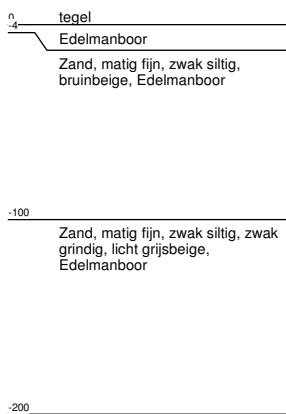 0 tegel
-4
Edelmanboor
Zand, matig fijn, zwak siltig,
bruinbeige, Edelmanboor
-100
Zand, matig fijn, zwak siltig, zwak
grindig, licht grijsbeige,
Edelmanboor
-200